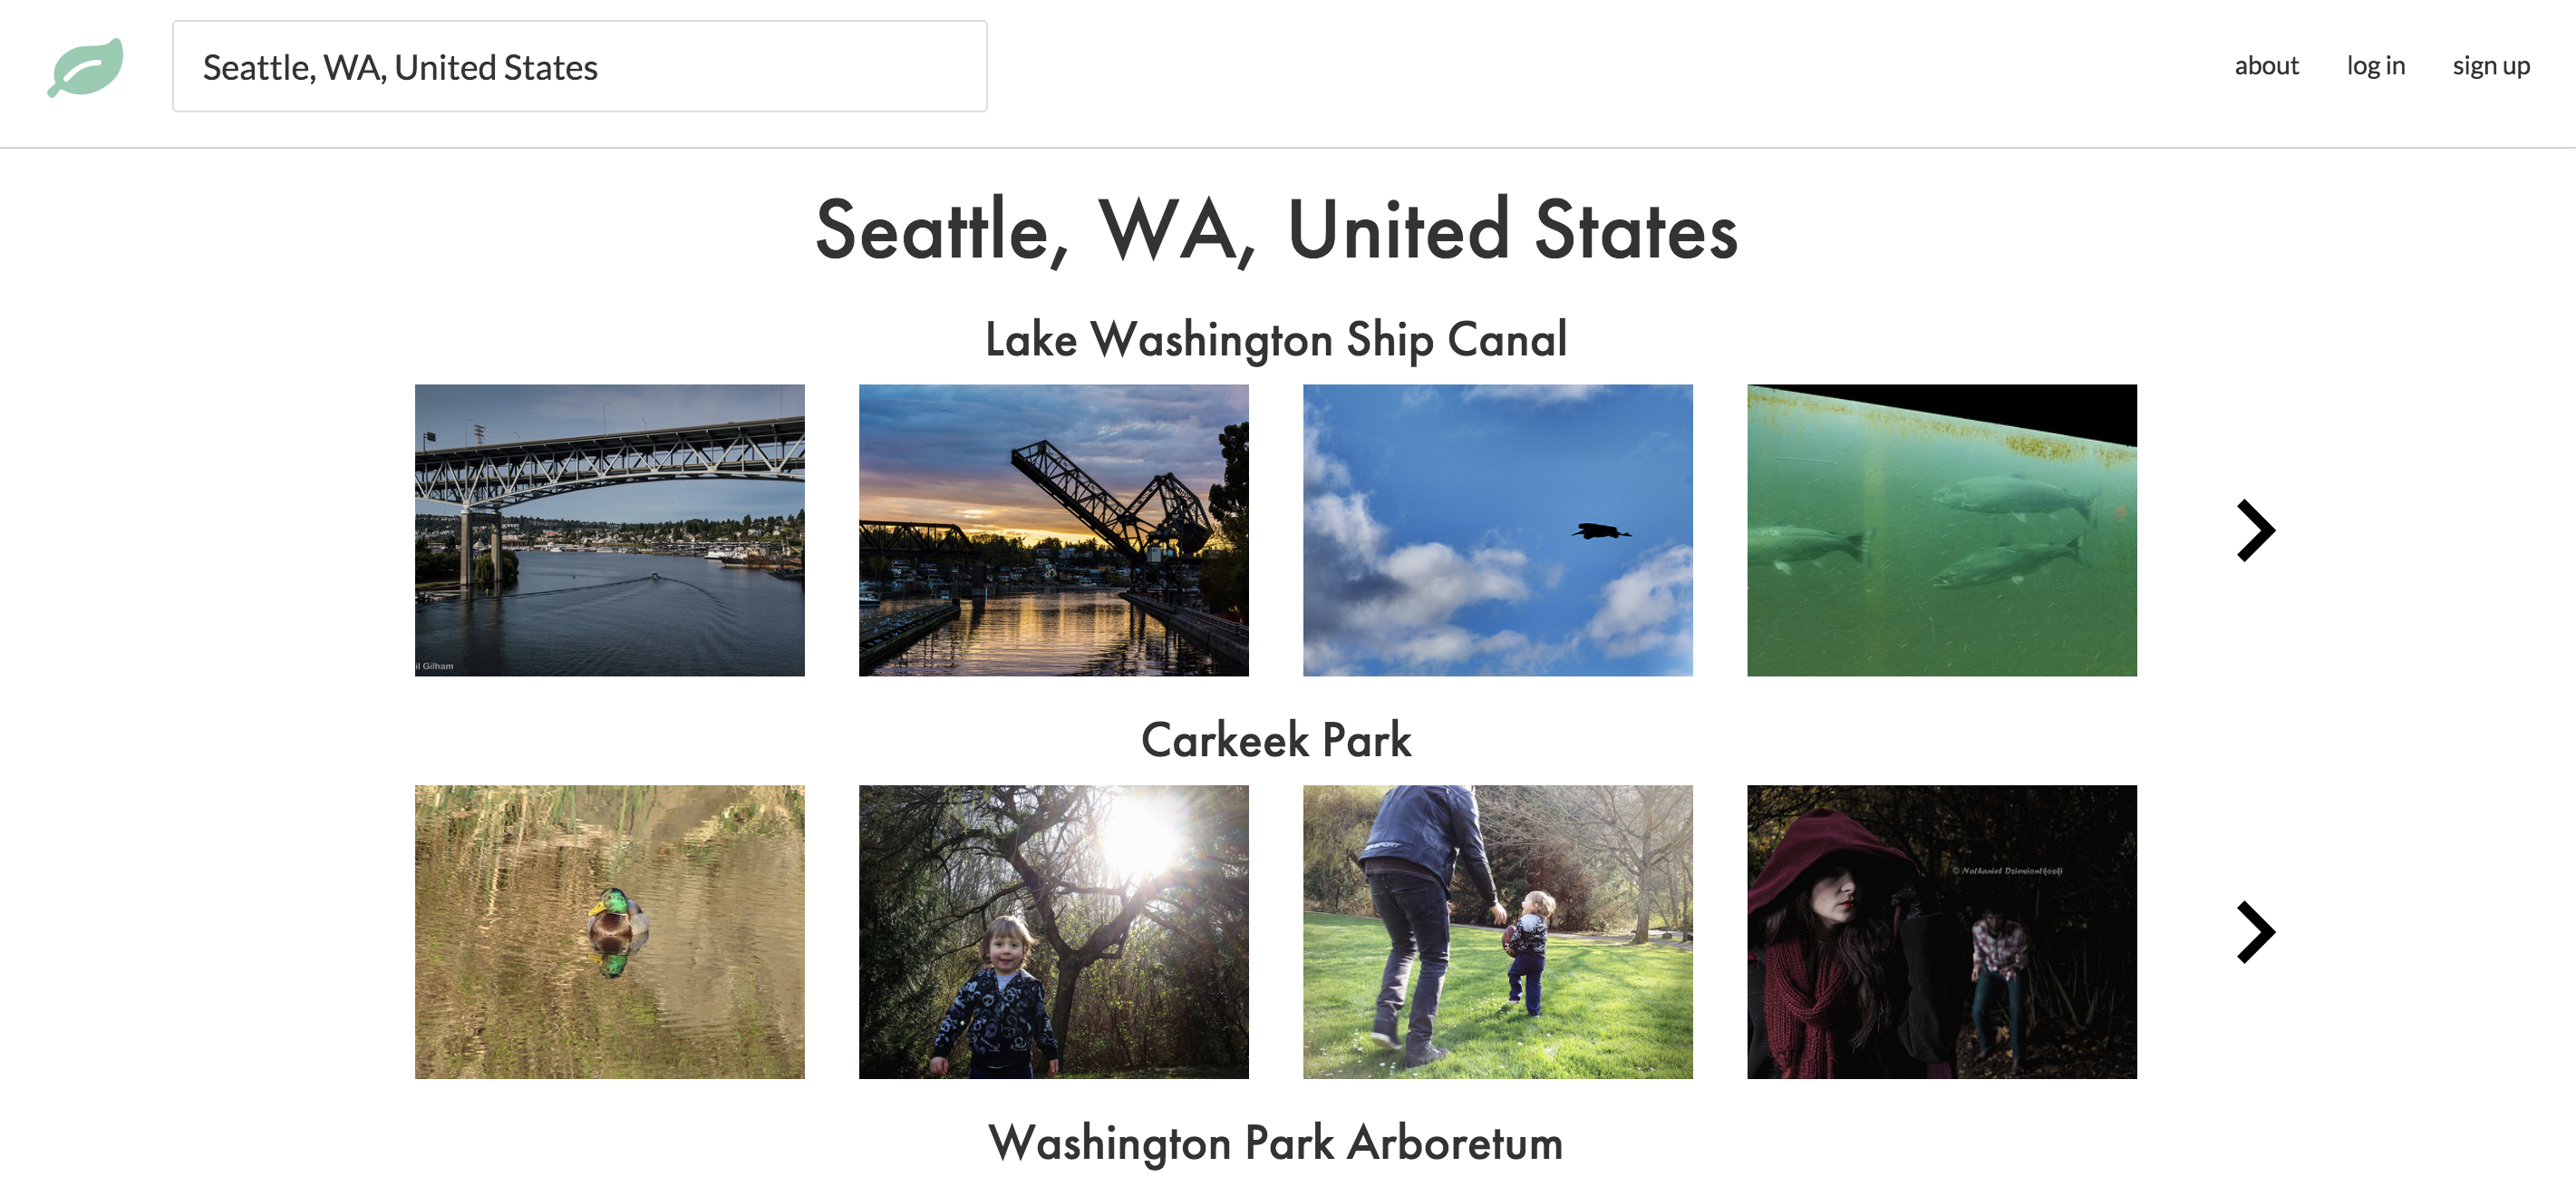 Seattle, WA, United States
about
log in
sign up
Seattle, WA, United States
Lake Washington Ship Canal
il Gilham
Carkeek Park
© Nathaniel
Washington Park Arboretum